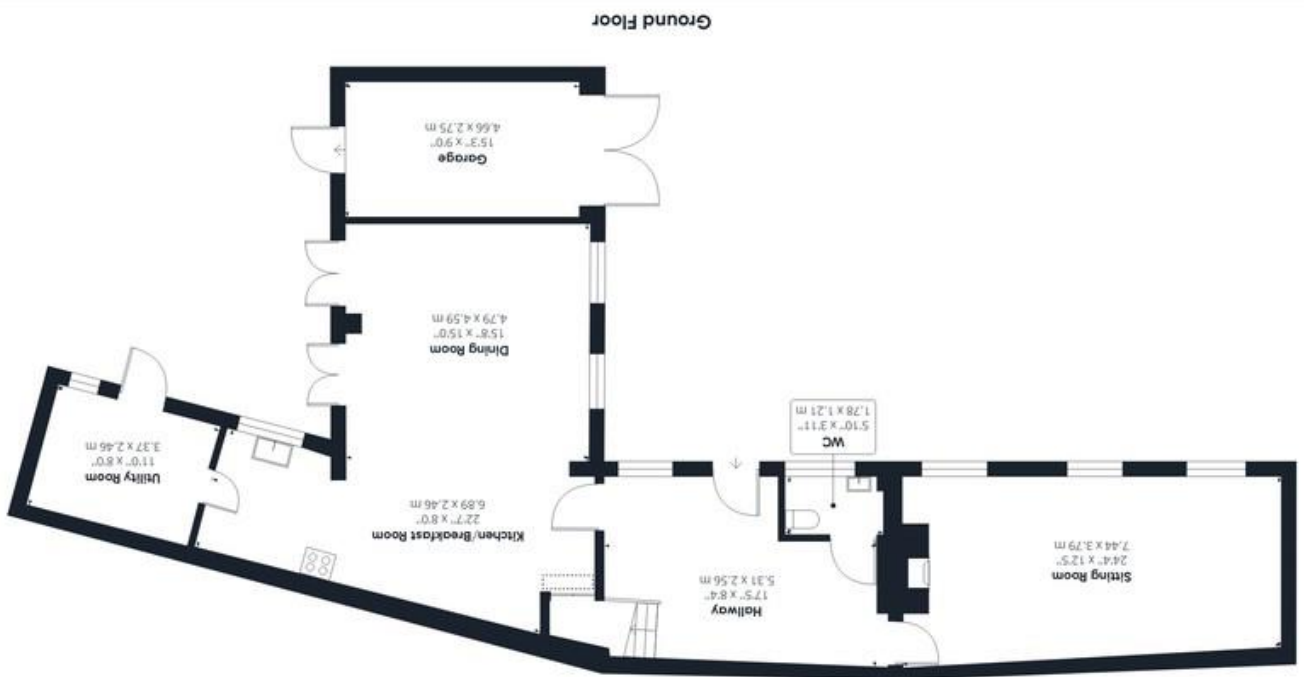 Sitting Room
24'4" x 12'5"
7.44 x 3.79 m
Hallway
17'5" x 8'4"
5.31 x 2.56 m
Kitchen/Breakfast Room
22'7" x 8'0"
6.89 x 2.46 m
Utility Room
11'0" x 8'0"
3.37 x 2.46 m
WC
5'10" x 3'11"
1.78 x 1.21 m
Dining Room
15'8" x 15'0"
4.79 x 4.59 m
Garage
15'3" x 9'0"
4.66 x 2.75 m
Ground Floor